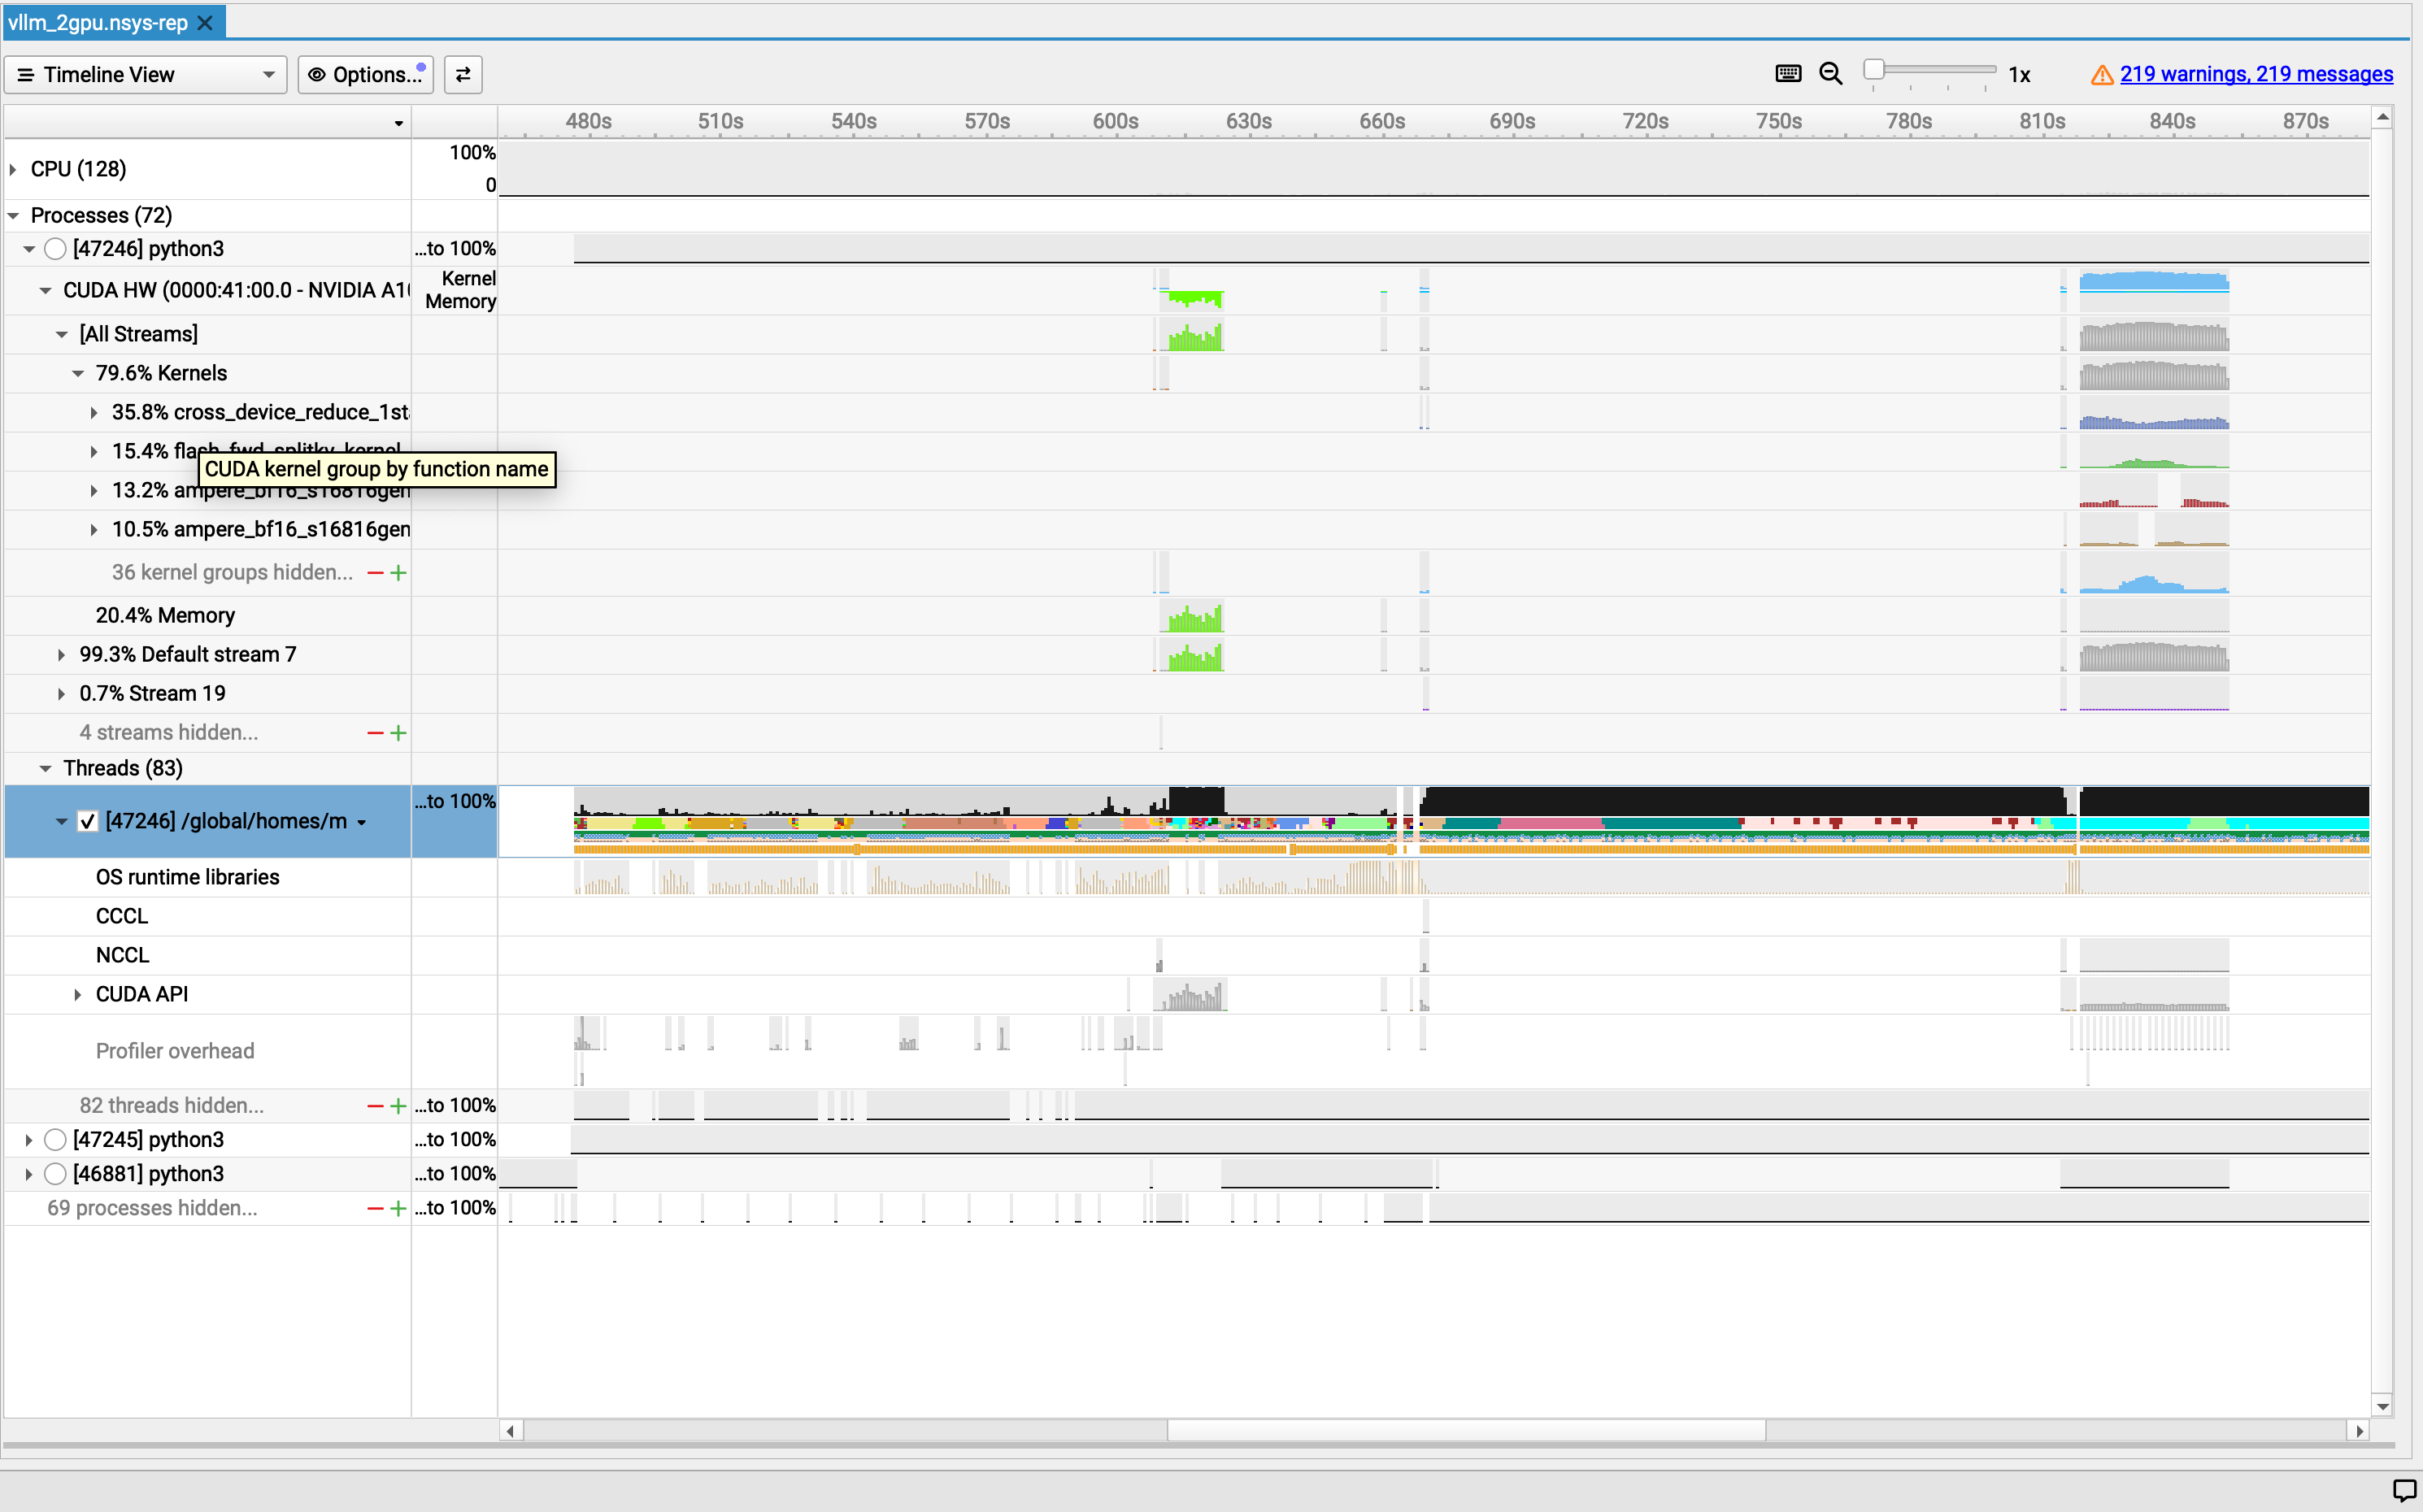 vllm_2gpu.nsys-rep
Timeline View
Options...
1x
219 warnings, 219 messages
480s 510s 540s 570s 600s 630s 660s 690s 720s 750s 780s 810s 840s 870s
CPU (128)
100%
0
Processes (72)
[47246] python3 ...to 100%
CUDA HW (0000:41:00.0 - NVIDIA A10
Kernel
Memory
[All Streams]
79.6% Kernels
35.8% cross_device_reduce_1sta
15.4% flash_fwd_splitkv_kernel
CUDA kernel group by function name
13.2% ampere_bf16_s16816gen
10.5% ampere_bf16_s16816gen
36 kernel groups hidden...
20.4% Memory
99.3% Default stream 7
0.7% Stream 19
4 streams hidden...
Threads (83)
[47246] /global/homes/m ...to 100%
OS runtime libraries
CCCL
NCCL
CUDA API
Profiler overhead
82 threads hidden... ...to 100%
[47245] python3 ...to 100%
[46881] python3 ...to 100%
69 processes hidden... ...to 100%